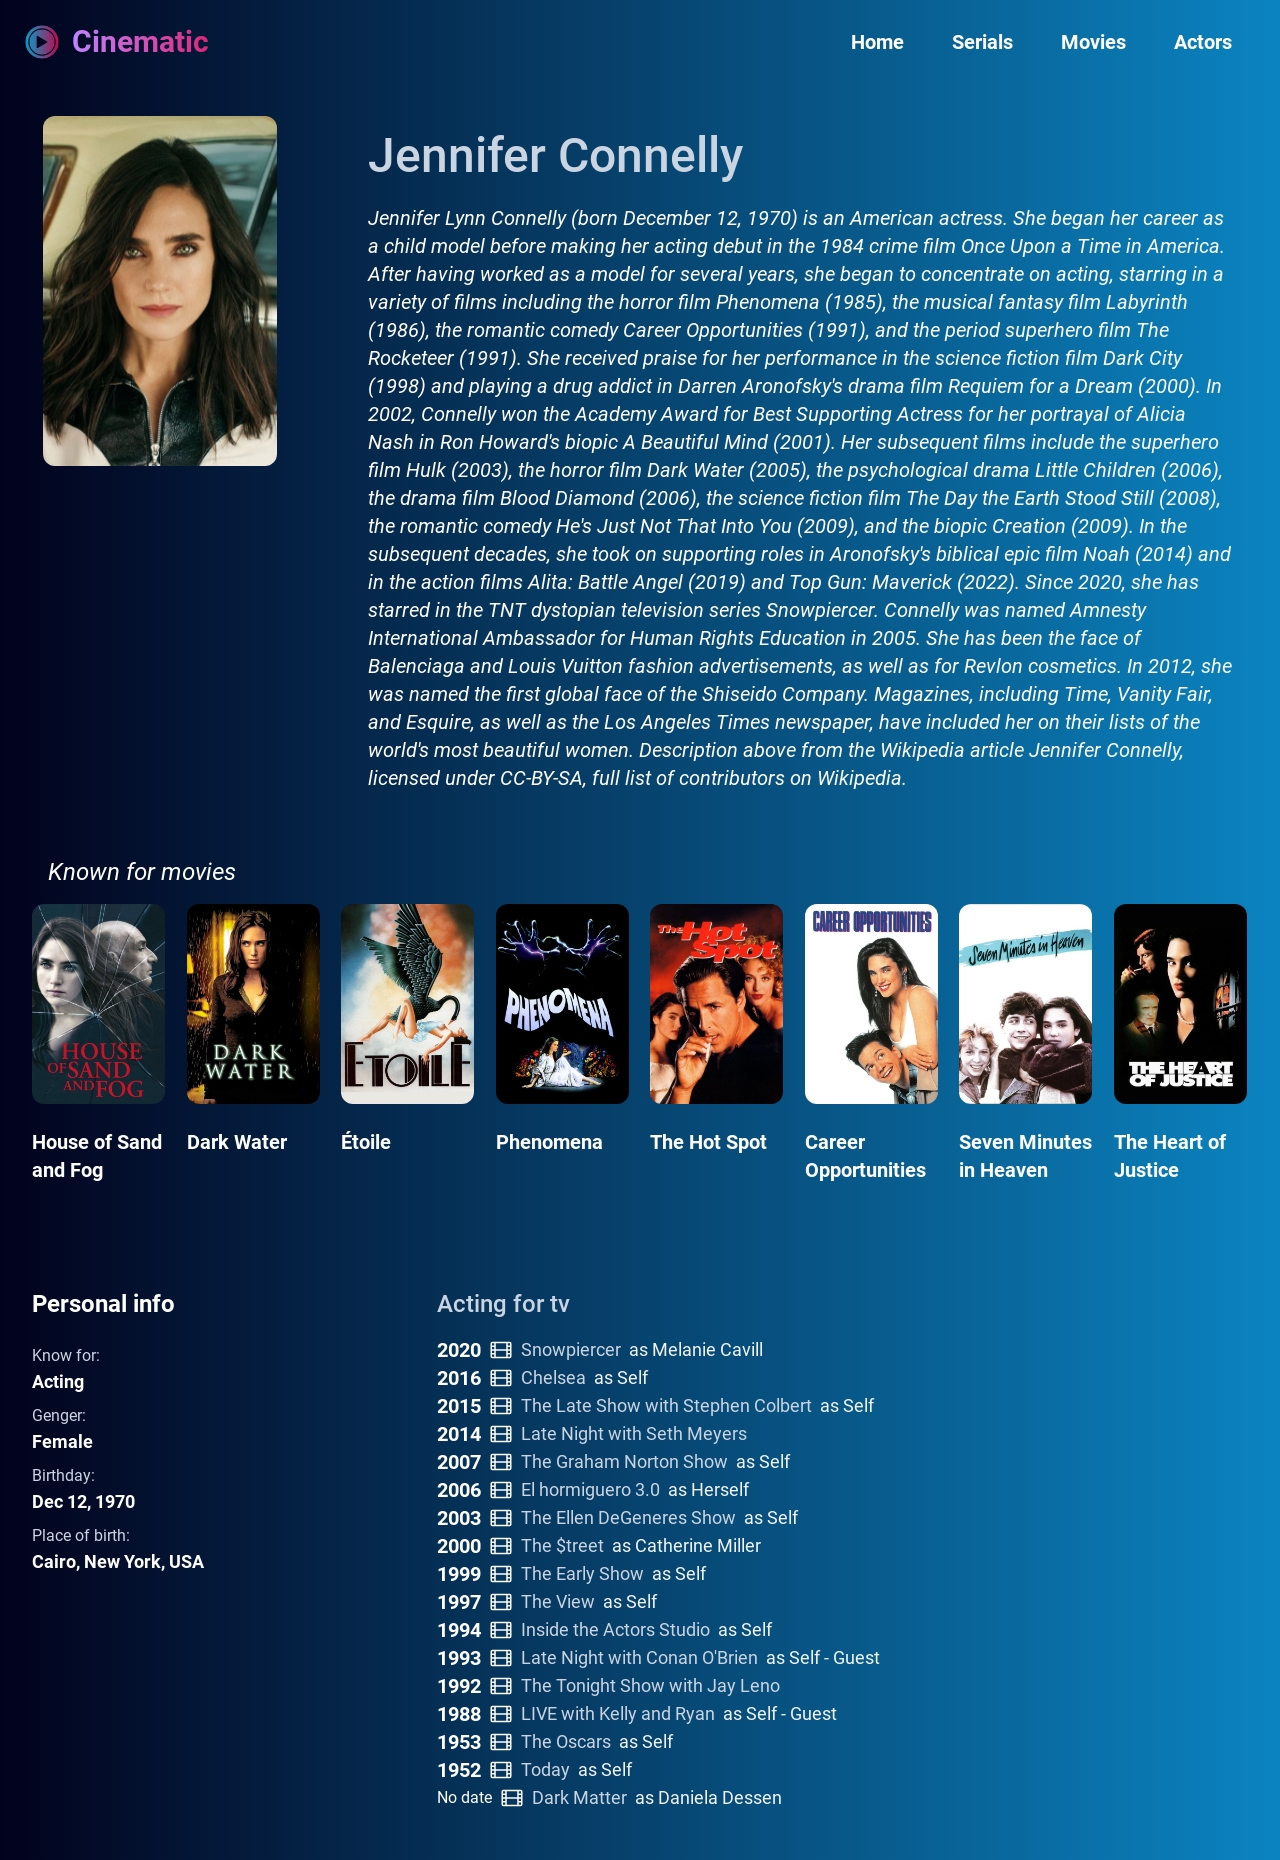 Cinematic
Home Serials Movies Actors
Jennifer Connelly
Jennifer Lynn Connelly (born December 12, 1970) is an American actress. She began her career as
a child model before making her acting debut in the 1984 crime film Once Upon a Time in America.
After having worked as a model for several years, she began to concentrate on acting, starring in a
variety of films including the horror film Phenomena (1985), the musical fantasy film Labyrinth
(1986), the romantic comedy Career Opportunities (1991), and the period superhero film The
Rocketeer (1991). She received praise for her performance in the science fiction film Dark City
(1998) and playing a drug addict in Darren Aronofsky's drama film Requiem for a Dream (2000). In
2002, Connelly won the Academy Award for Best Supporting Actress for her portrayal of Alicia
Nash in Ron Howard's biopic A Beautiful Mind (2001). Her subsequent films include the superhero
film Hulk (2003), the horror film Dark Water (2005), the psychological drama Little Children (2006),
the drama film Blood Diamond (2006), the science fiction film The Day the Earth Stood Still (2008),
the romantic comedy He's Just Not That Into You (2009), and the biopic Creation (2009). In the
subsequent decades, she took on supporting roles in Aronofsky's biblical epic film Noah (2014) and
in the action films Alita: Battle Angel (2019) and Top Gun: Maverick (2022). Since 2020, she has
starred in the TNT dystopian television series Snowpiercer. Connelly was named Amnesty
International Ambassador for Human Rights Education in 2005. She has been the face of
Balenciaga and Louis Vuitton fashion advertisements, as well as for Revlon cosmetics. In 2012, she
was named the first global face of the Shiseido Company. Magazines, including Time, Vanity Fair,
and Esquire, as well as the Los Angeles Times newspaper, have included her on their lists of the
world's most beautiful women. Description above from the Wikipedia article Jennifer Connelly,
licensed under CC-BY-SA, full list of contributors on Wikipedia.
Known for movies
HOUSE
OF SAND
AND FOG
DARK
WATER
ETOILE
PHENOMENA
The Hot
Spot
CAREER OPPORTUNITIES
Seven Minutes in Heaven
THE HEART
OF JUSTICE
House of Sand
and Fog
Dark Water
Étoile
Phenomena
The Hot Spot
Career
Opportunities
Seven Minutes
in Heaven
The Heart of
Justice
Personal info
Know for:
Acting
Genger:
Female
Birthday:
Dec 12, 1970
Place of birth:
Cairo, New York, USA
Acting for tv
2020 Snowpiercer as Melanie Cavill
2016 Chelsea as Self
2015 The Late Show with Stephen Colbert as Self
2014 Late Night with Seth Meyers
2007 The Graham Norton Show as Self
2006 El hormiguero 3.0 as Herself
2003 The Ellen DeGeneres Show as Self
2000 The $treet as Catherine Miller
1999 The Early Show as Self
1997 The View as Self
1994 Inside the Actors Studio as Self
1993 Late Night with Conan O'Brien as Self - Guest
1992 The Tonight Show with Jay Leno
1988 LIVE with Kelly and Ryan as Self - Guest
1953 The Oscars as Self
1952 Today as Self
No date Dark Matter as Daniela Dessen